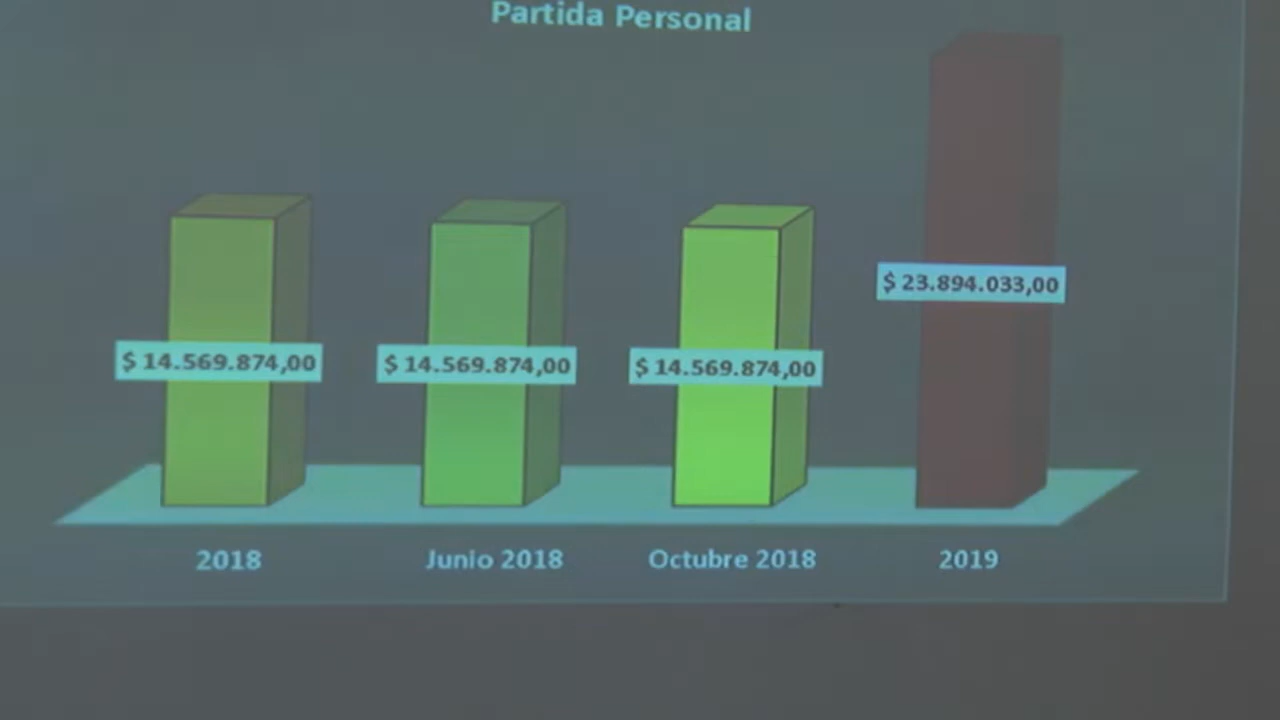 Partida Personal
$ 23.894.033,00
$ 14.569.874,00 $ 14.569.874,00 $ 14.569.874,00
2018 Junio 2018 Octubre 2018 2019